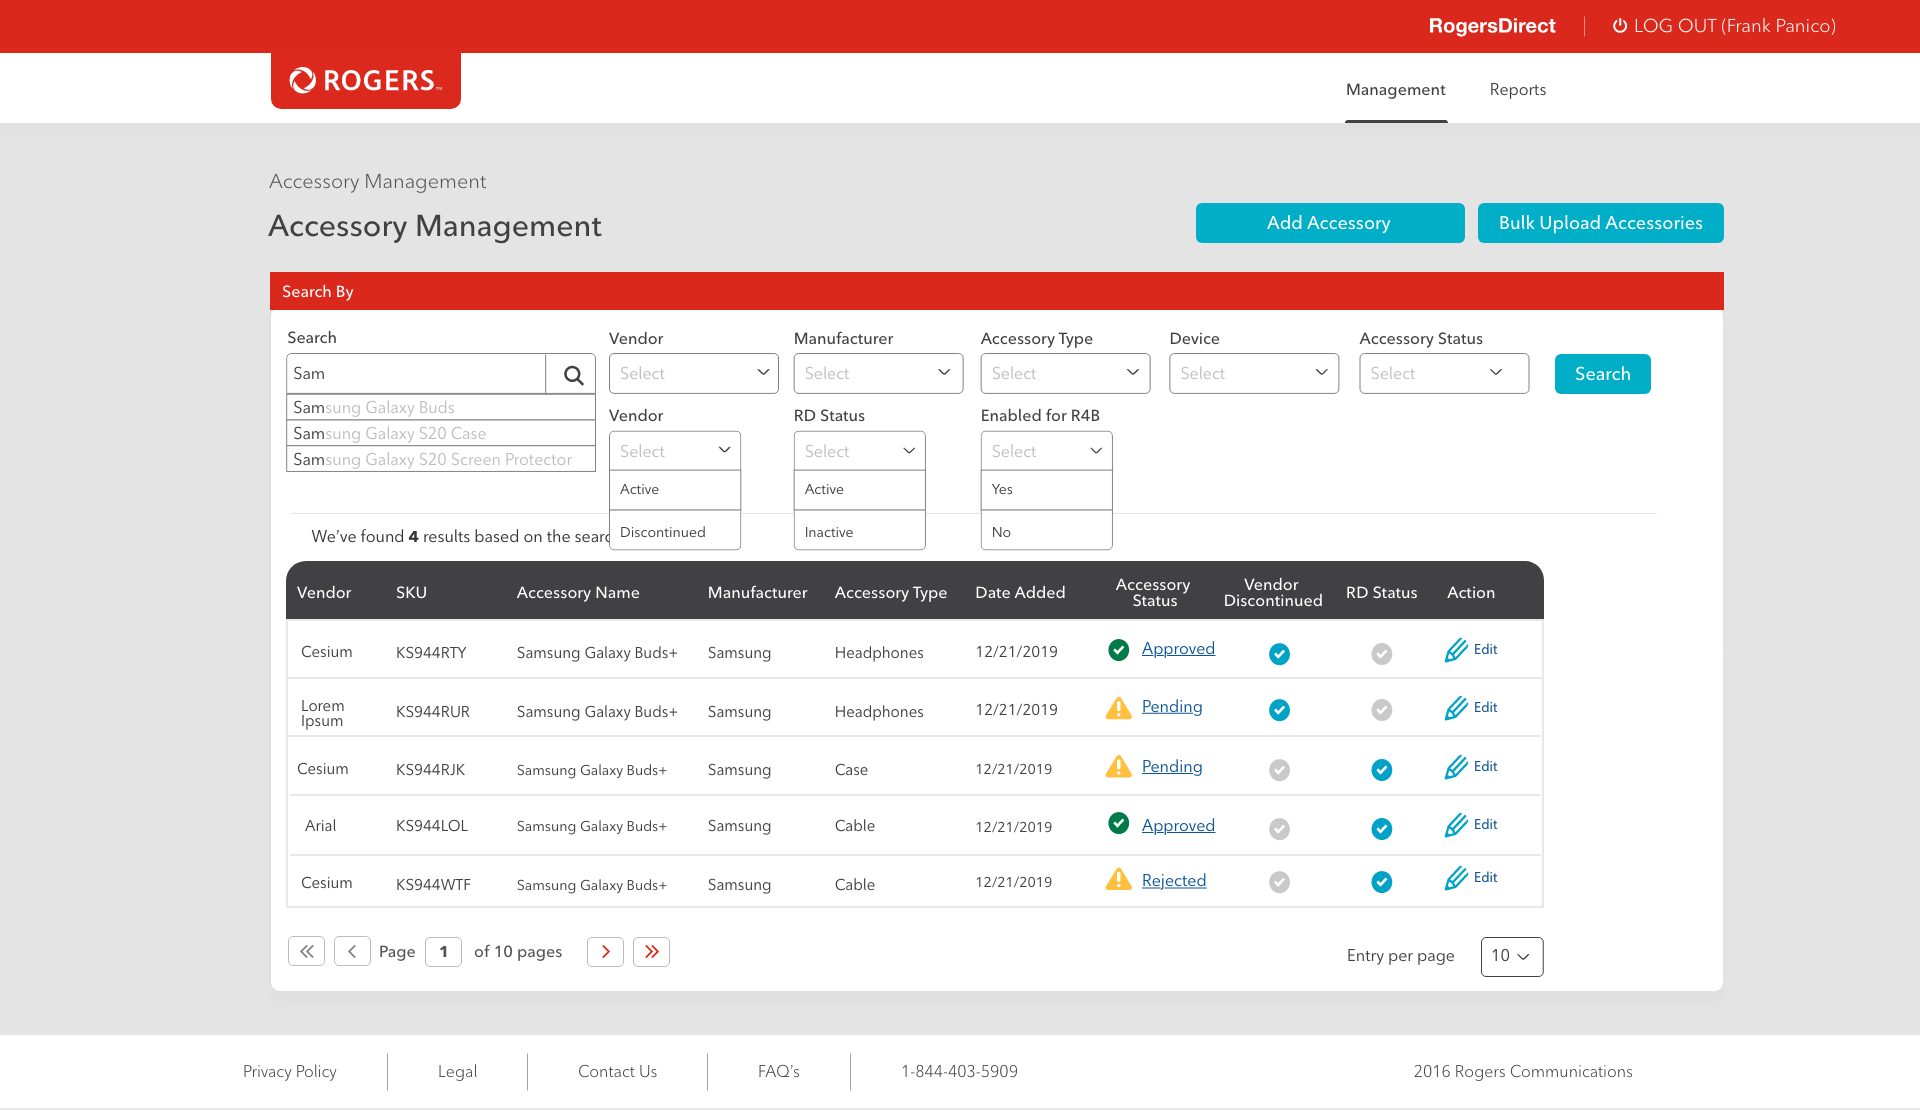 RogersDirect
LOG OUT (Frank Panico)
ROGERS™
Management
Reports
Accessory Management
Accessory Management
Add Accessory
Bulk Upload Accessories
Search By
Search
Vendor
Manufacturer
Accessory Type
Device
Accessory Status
Sam
Select
Select
Select
Select
Select
Search
Samsung Galaxy Buds
Samsung Galaxy S20 Case
Samsung Galaxy S20 Screen Protector
Vendor
RD Status
Enabled for R4B
Select
Select
Select
Active
Active
Yes
Discontinued
Inactive
No
We've found 4 results based on the searc
Vendor SKU Accessory Name Manufacturer Accessory Type Date Added Accessory Status Vendor Discontinued RD Status Action
Cesium KS944RTY Samsung Galaxy Buds+ Samsung Headphones 12/21/2019 Approved Edit
Lorem Ipsum KS944RUR Samsung Galaxy Buds+ Samsung Headphones 12/21/2019 Pending Edit
Cesium KS944RJK Samsung Galaxy Buds+ Samsung Case 12/21/2019 Pending Edit
Arial KS944LOL Samsung Galaxy Buds+ Samsung Cable 12/21/2019 Approved Edit
Cesium KS944WTF Samsung Galaxy Buds+ Samsung Cable 12/21/2019 Rejected Edit
Page 1 of 10 pages
Entry per page 10
Privacy Policy
Legal
Contact Us
FAQ's
1-844-403-5909
2016 Rogers Communications